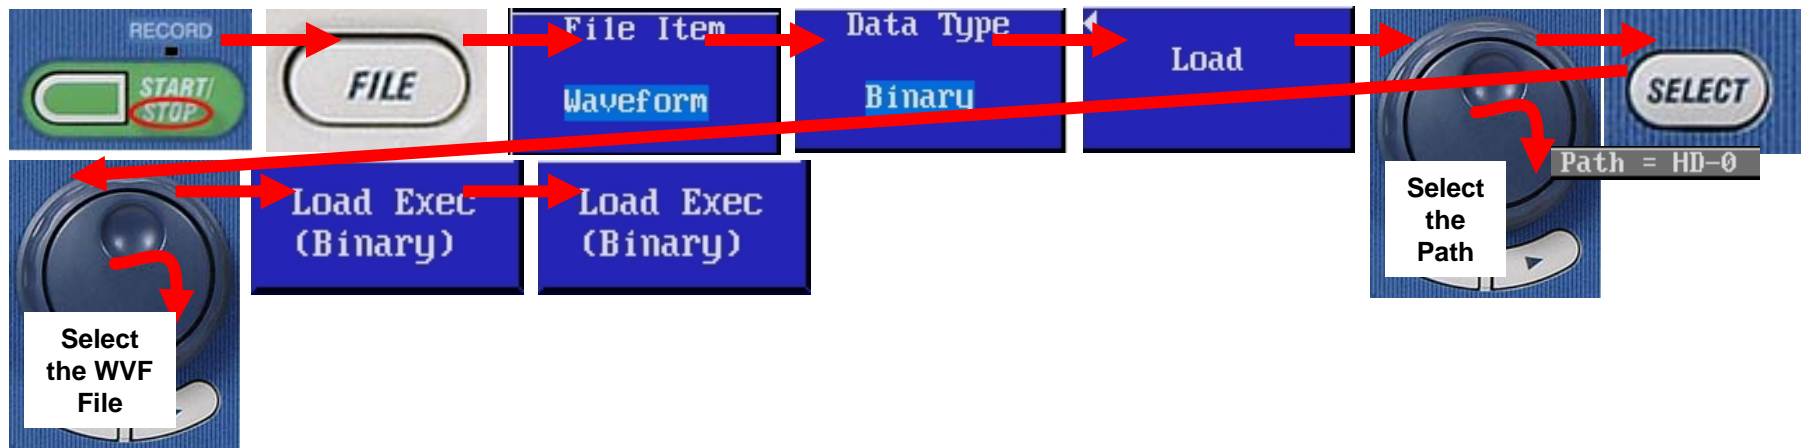 RECORD
START/
STOP
FILE
File Item
Waveform
Data Type
Binary
Load
SELECT
Path = HD-0
Select
the
Path
Select
the WVF
File
Load Exec
(Binary)
Load Exec
(Binary)